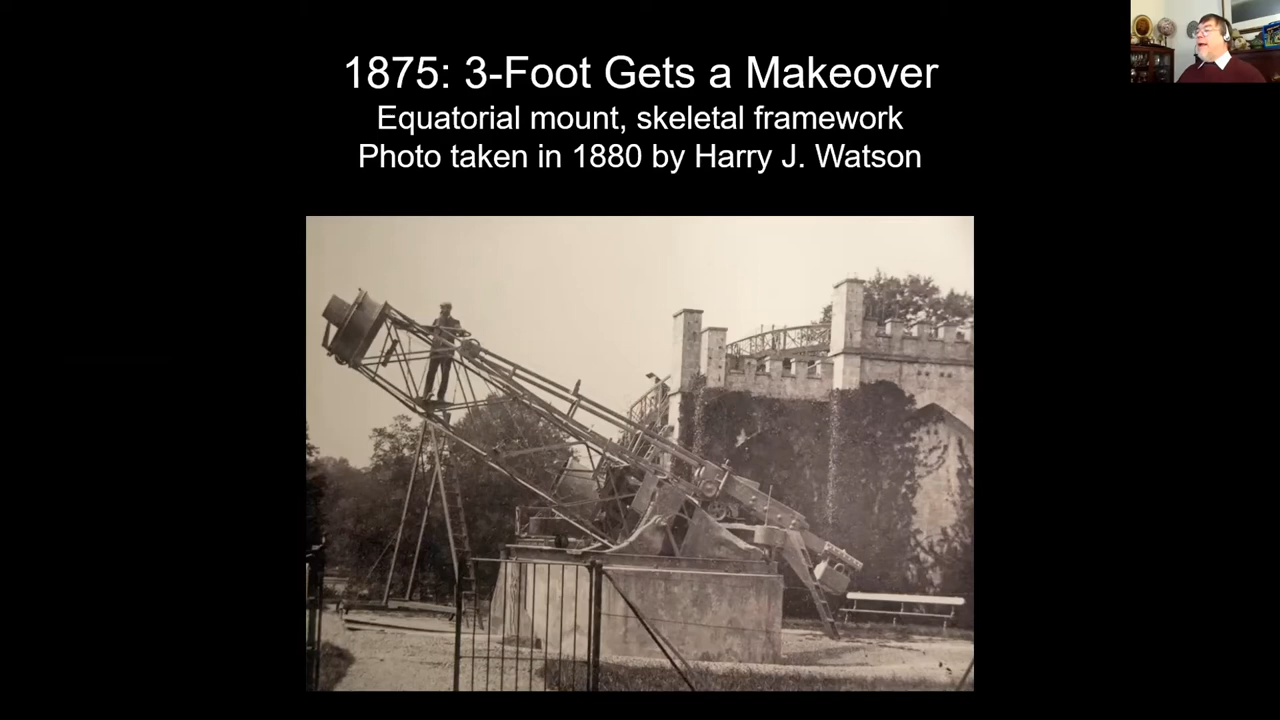 1875: 3-Foot Gets a Makeover
Equatorial mount, skeletal framework
Photo taken in 1880 by Harry J. Watson